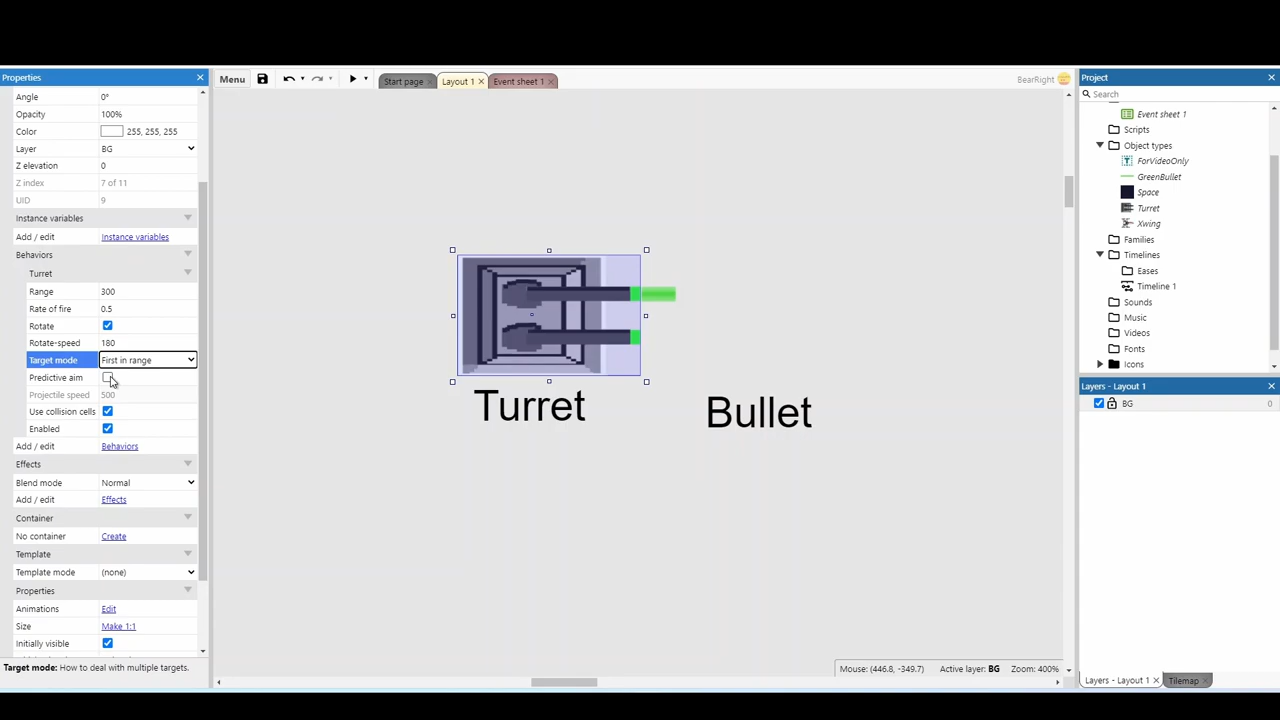 Properties
Menu
Start page
Layout 1
Event sheet 1
BearRight
Project
Angle 0°
Opacity 100%
Color 255, 255, 255
Layer BG
Z elevation 0
Z index 7 of 11
UID 9
Instance variables
Add / edit Instance variables
Behaviors
Turret
Range 300
Rate of fire 0.5
Rotate
Rotate-speed 180
Target mode First in range
Predictive aim
Projectile speed 500
Use collision cells
Enabled
Add / edit Behaviors
Effects
Blend mode Normal
Add / edit Effects
Container
No container Create
Template
Template mode (none)
Properties
Animations Edit
Size Make 1:1
Initially visible
Target mode: How to deal with multiple targets.
Turret
Bullet
Mouse: (446.8, -349.7) Active layer: BG Zoom: 400%
Search
Event sheet 1
Scripts
Object types
ForVideoOnly
GreenBullet
Space
Turret
Xwing
Families
Timelines
Eases
Timeline 1
Sounds
Music
Videos
Fonts
Icons
Layers - Layout 1
BG 0
Layers - Layout 1
Tilemap